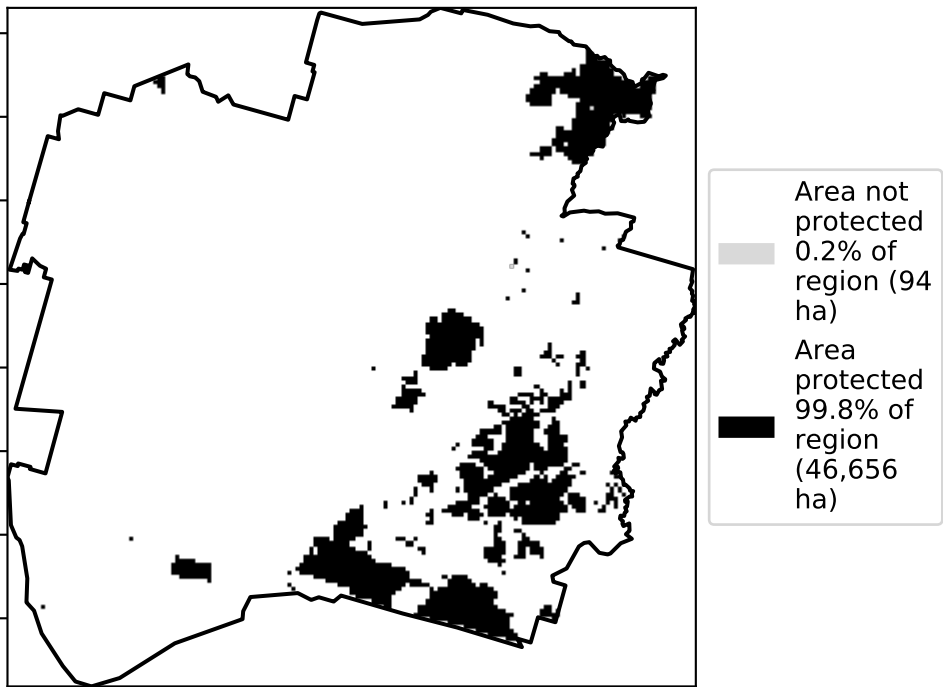 Area not
protected
0.2% of
region (94
ha)
Area
protected
99.8% of
region
(46,656
ha)